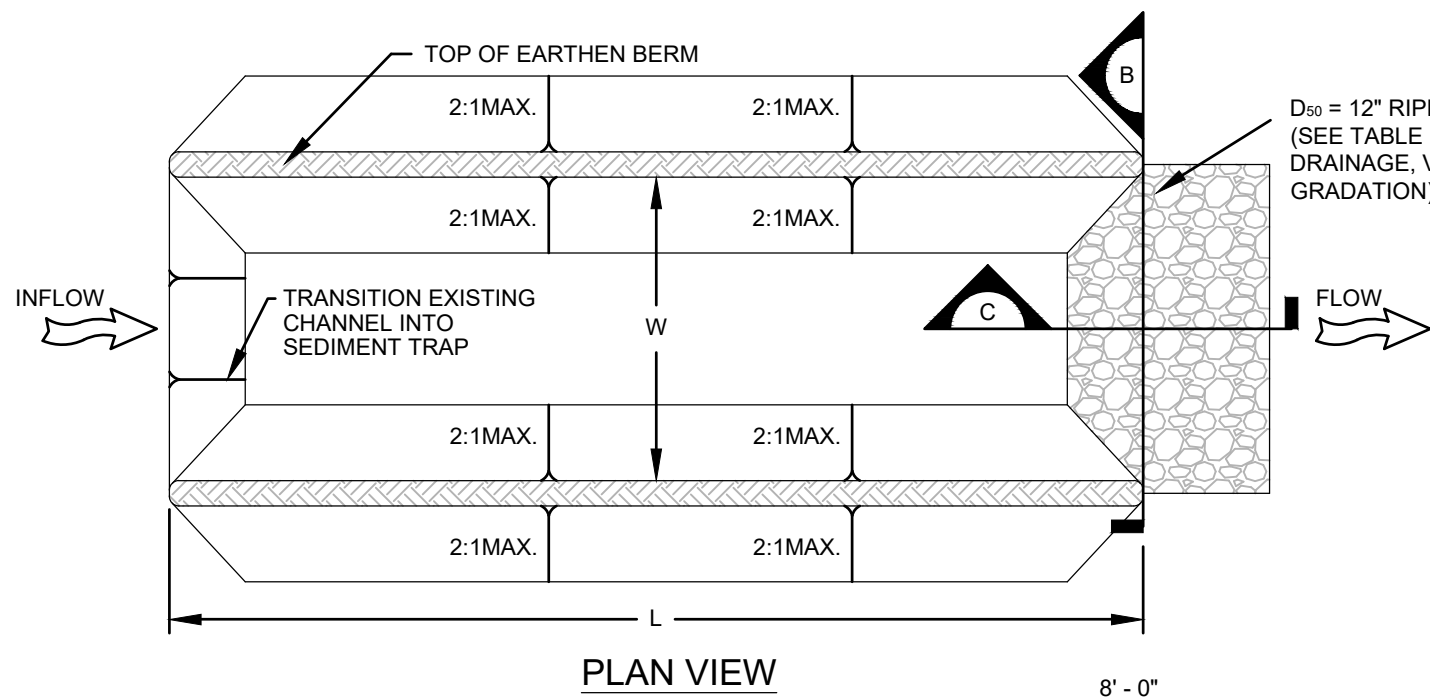 TOP OF EARTHEN BERM
B
2:1MAX.
2:1MAX.
D₅₀ = 12"
(SEE TABLE
DRAINAGE,
GRADATION)
2:1MAX.
2:1MAX.
INFLOW
TRANSITION EXISTING
CHANNEL INTO
SEDIMENT TRAP
W
C
FLOW
2:1MAX.
2:1MAX.
2:1MAX.
2:1MAX.
L
PLAN VIEW
8' - 0"